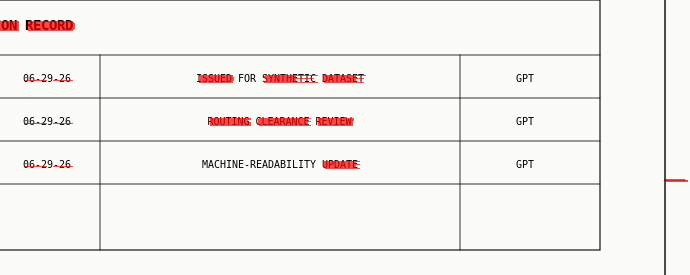 ON RECORD
06-29-26 ISSUED FOR SYNTHETIC DATASET GPT
06-29-26 ROUTING CLEARANCE REVIEW GPT
06-29-26 MACHINE-READABILITY UPDATE GPT